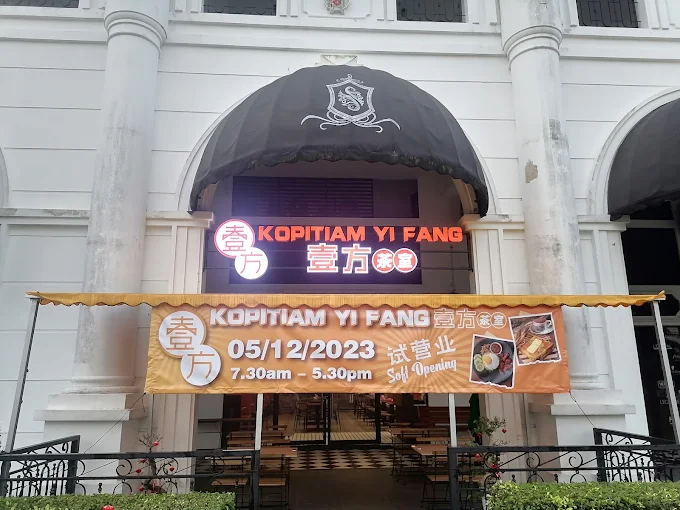 壹方
KOPITIAM YI FANG
壹方茶室
壹方
KOPITIAM YI FANG 壹方茶室
05/12/2023
7.30am - 5.30pm
试营业
Soft Opening